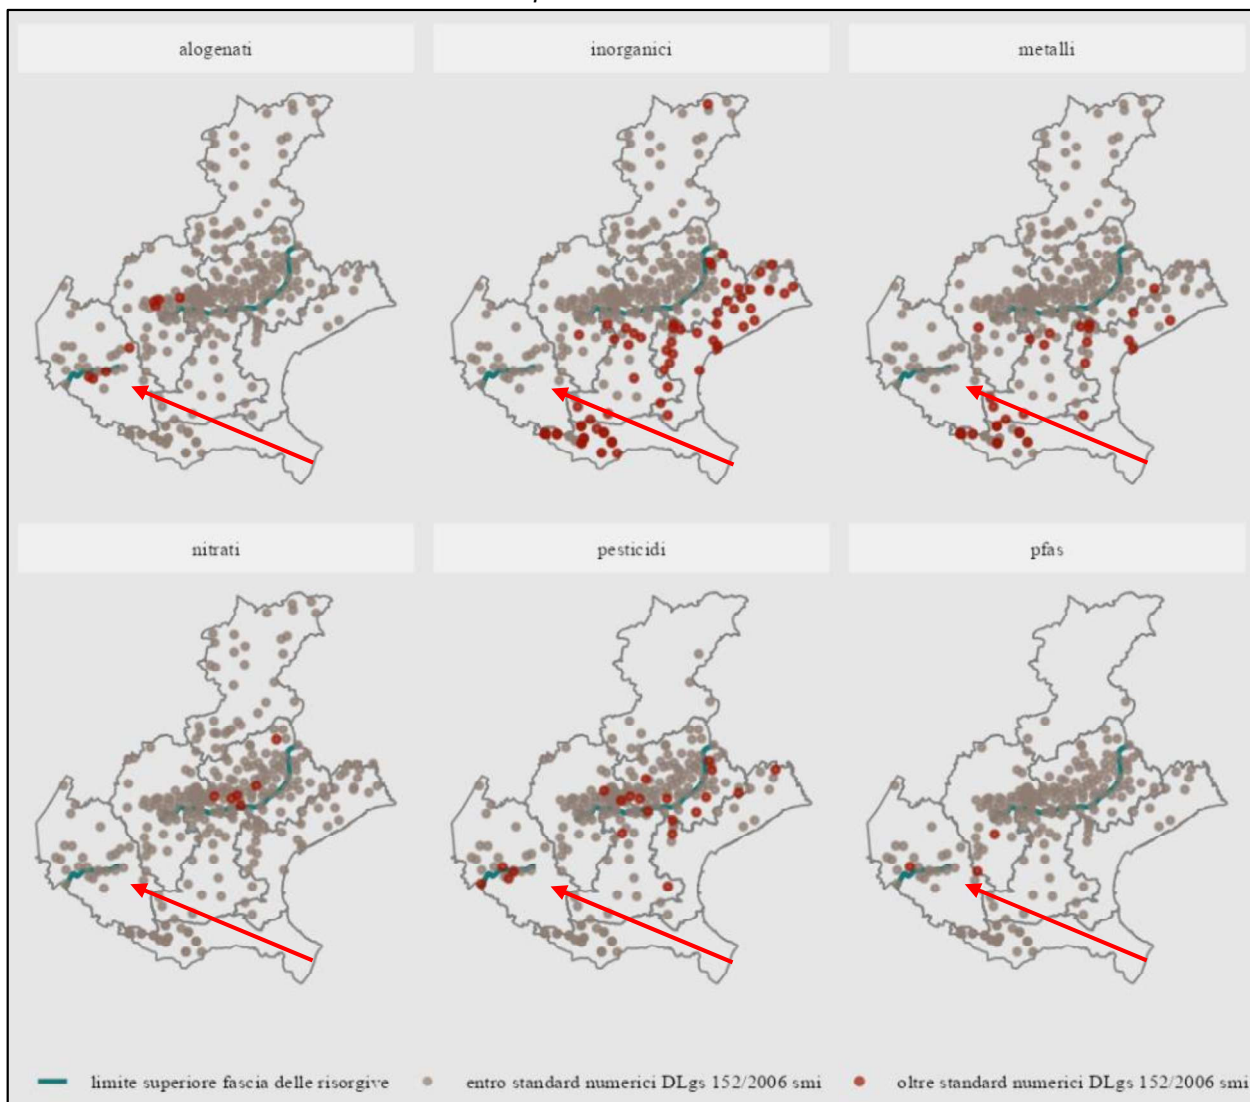 alogenati
inorganici
metalli
nitrati
pesticidi
pfas
limite superiore fascia delle risorgive
entro standard numerici DLgs 152/2006 smi
oltre standard numerici DLgs 152/2006 smi